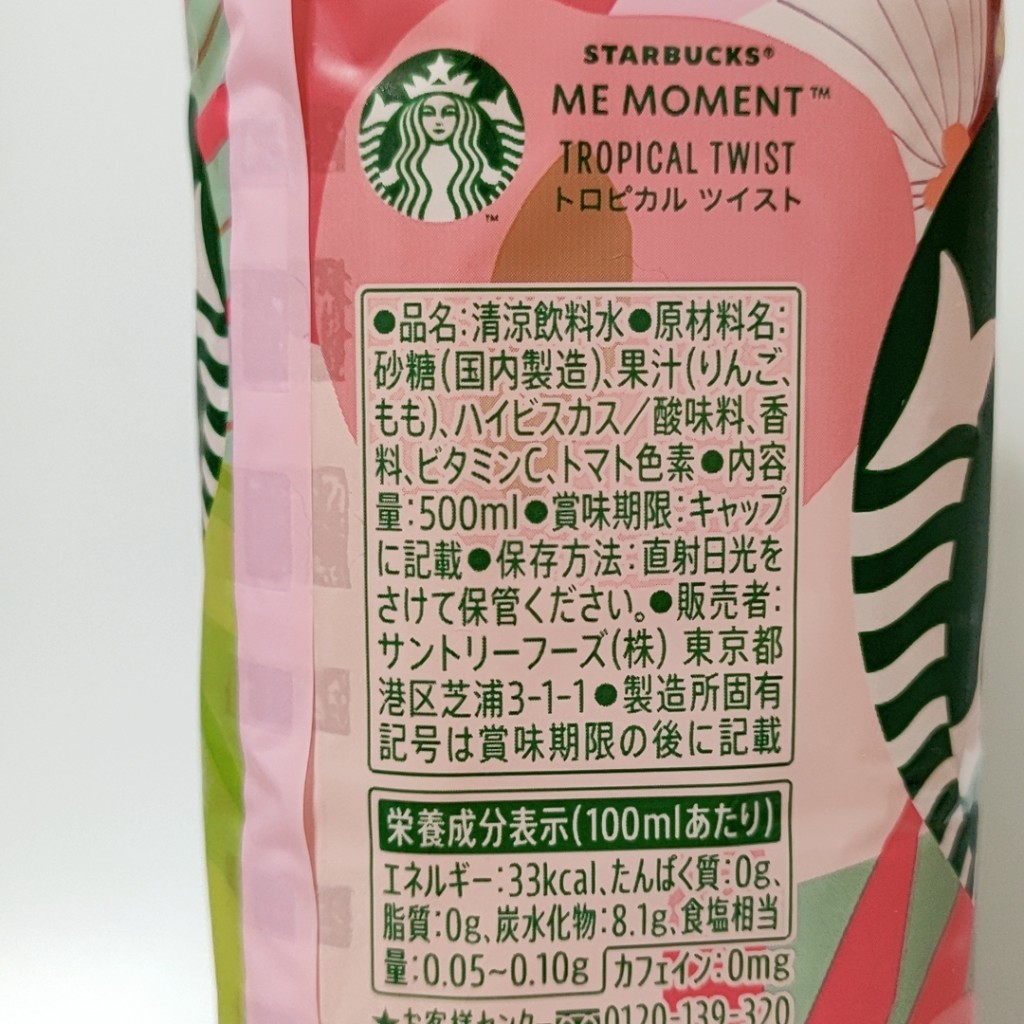 STARBUCKS®
ME MOMENT™
TROPICAL TWIST
トロピカル ツイスト
TM
●品名:清涼飲料水●原材料名:
砂糖(国内製造)、果汁(りんご、
もも)、ハイビスカス/酸味料、香
料、ビタミンC、トマト色素●内容
量:500ml●賞味期限:キャップ
に記載●保存方法:直射日光を
さけて保管ください。●販売者:
サントリーフーズ(株) 東京都
港区芝浦3-1-1●製造所固有
記号は賞味期限の後に記載
栄養成分表示(100mlあたり)
エネルギー:33kcal、たんぱく質:0g、
脂質:0g、炭水化物:8.1g、食塩相当
量:0.05~0.10g カフェイン:0mg
★お客様センター 0120-139-320